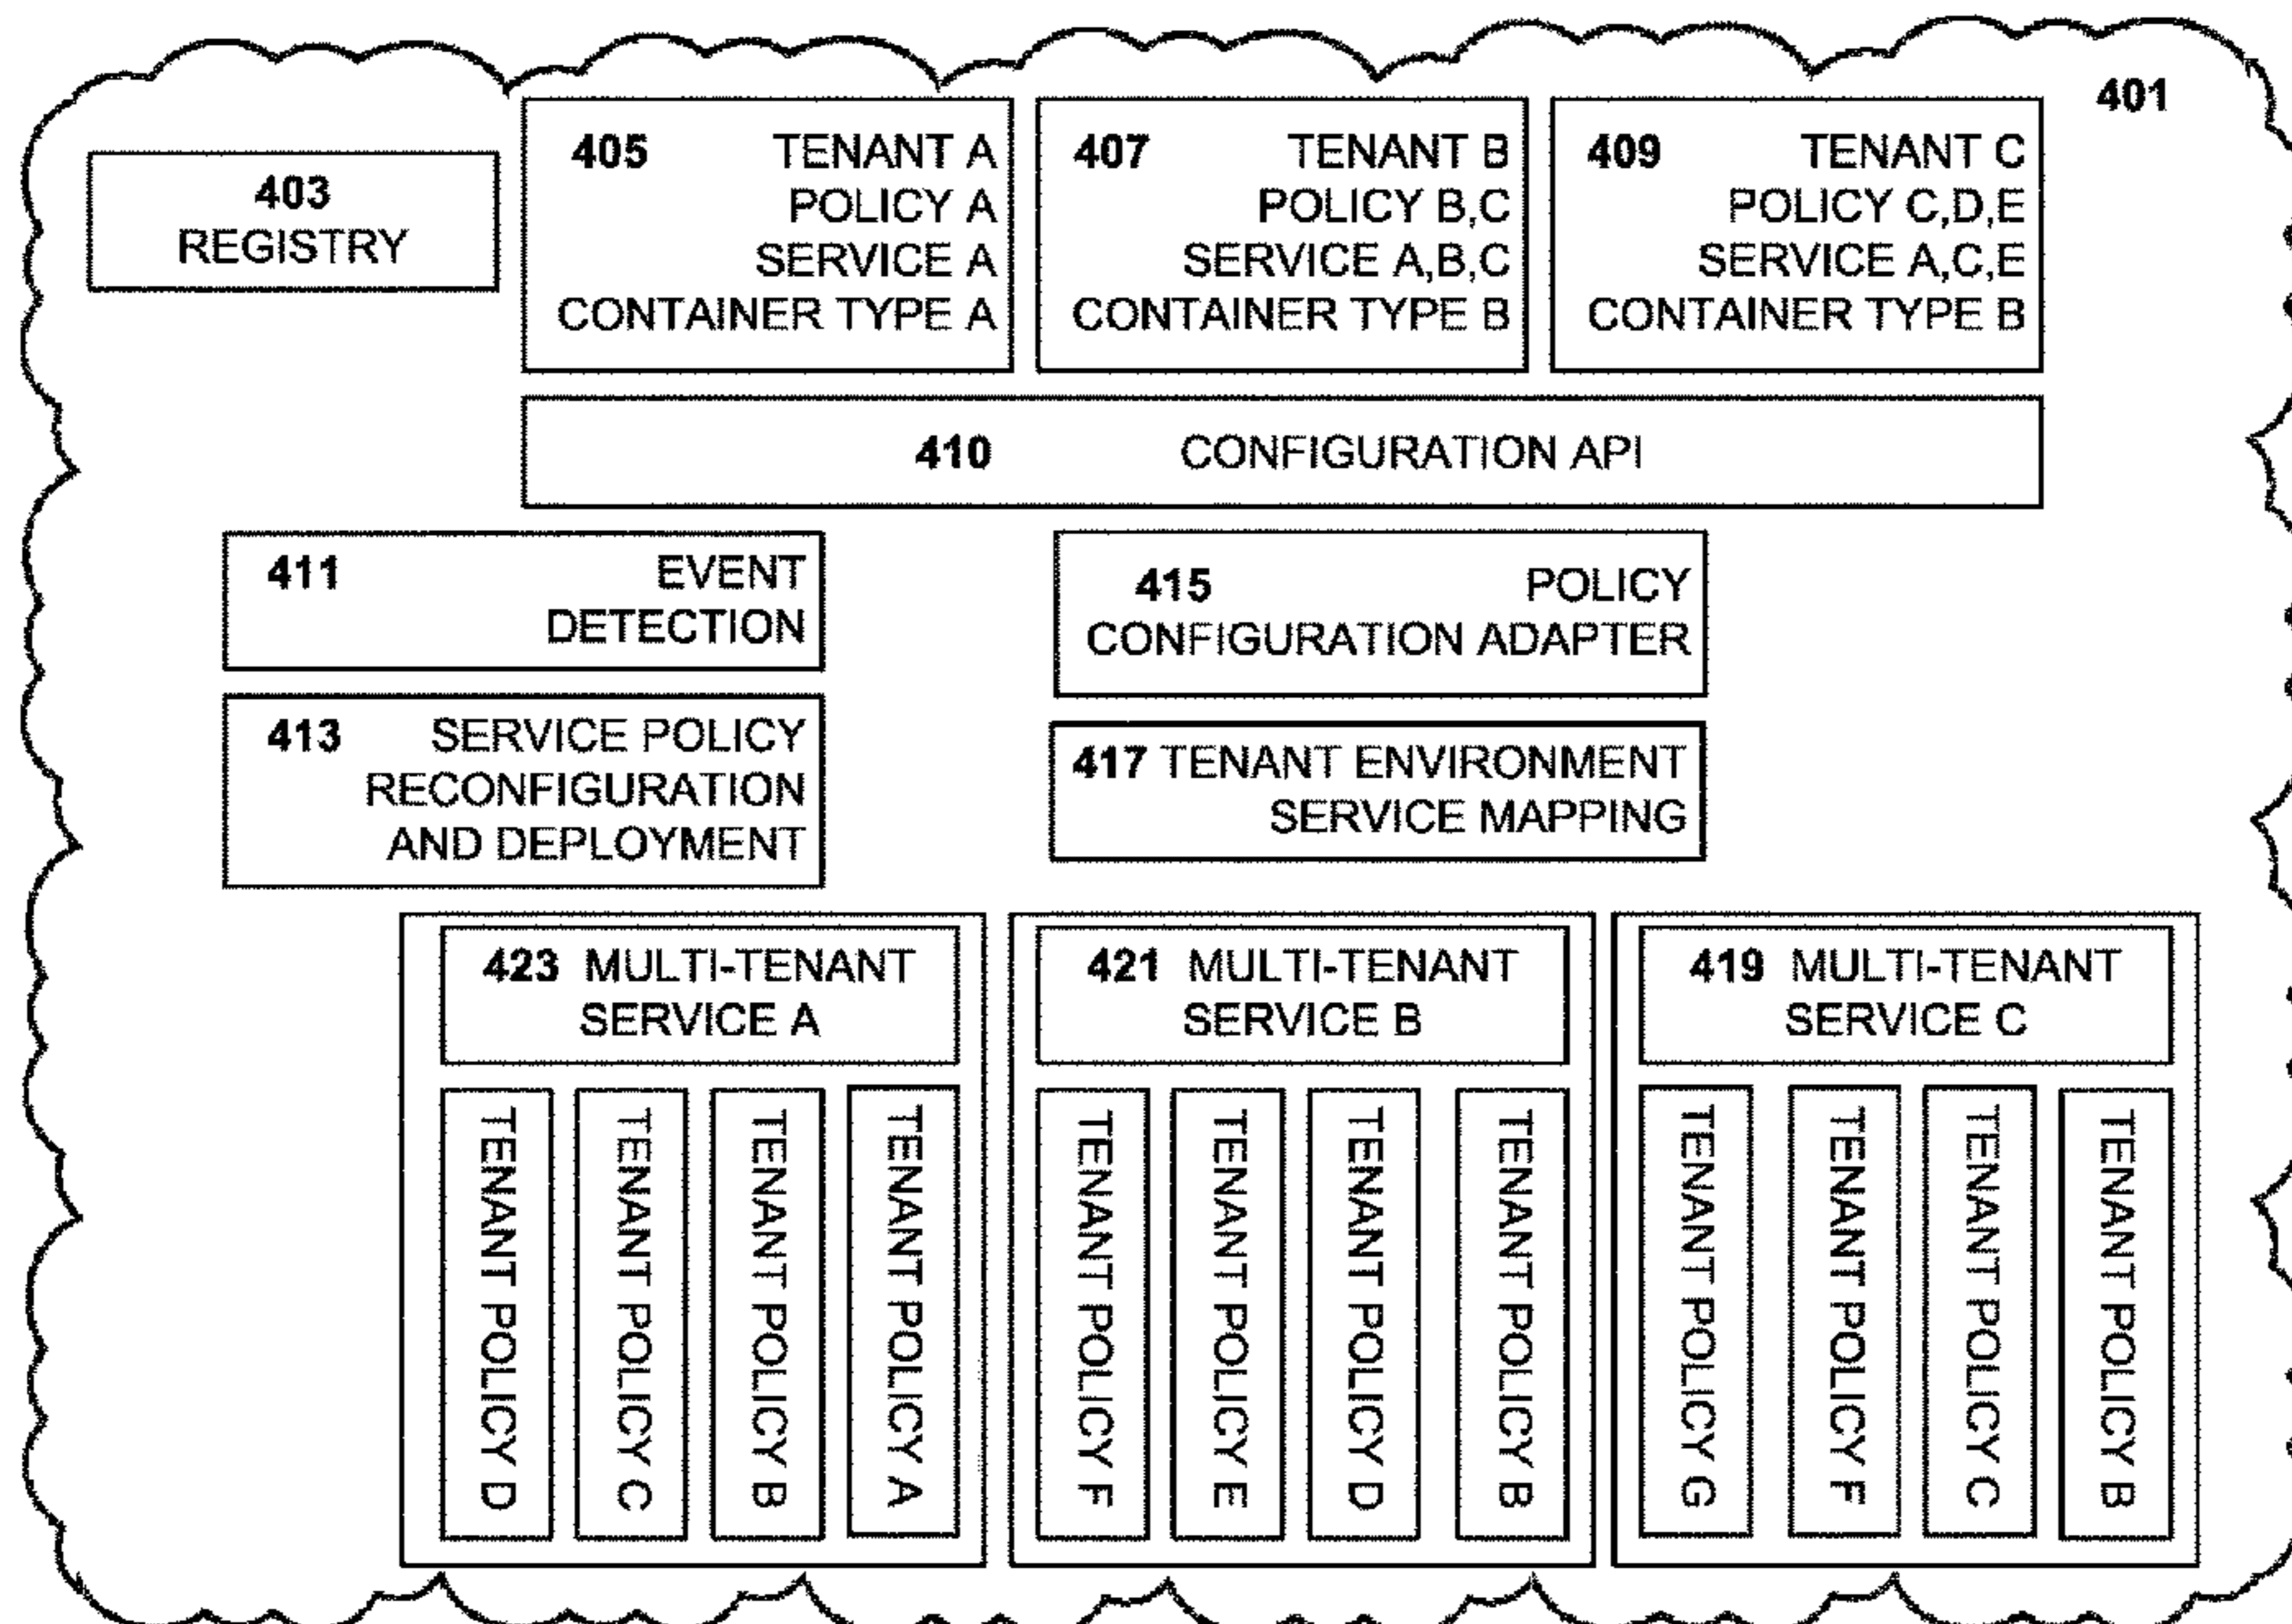 401
403
REGISTRY
405 TENANT A
POLICY A
SERVICE A
CONTAINER TYPE A
407 TENANT B
POLICY B,C
SERVICE A,B,C
CONTAINER TYPE B
409 TENANT C
POLICY C,D,E
SERVICE A,C,E
CONTAINER TYPE B
410 CONFIGURATION API
411 EVENT
DETECTION
415 POLICY
CONFIGURATION ADAPTER
413 SERVICE POLICY
RECONFIGURATION
AND DEPLOYMENT
417 TENANT ENVIRONMENT
SERVICE MAPPING
423 MULTI-TENANT
SERVICE A
TENANT POLICY D
TENANT POLICY C
TENANT POLICY B
TENANT POLICY A
421 MULTI-TENANT
SERVICE B
TENANT POLICY F
TENANT POLICY E
TENANT POLICY D
TENANT POLICY B
419 MULTI-TENANT
SERVICE C
TENANT POLICY G
TENANT POLICY F
TENANT POLICY C
TENANT POLICY B